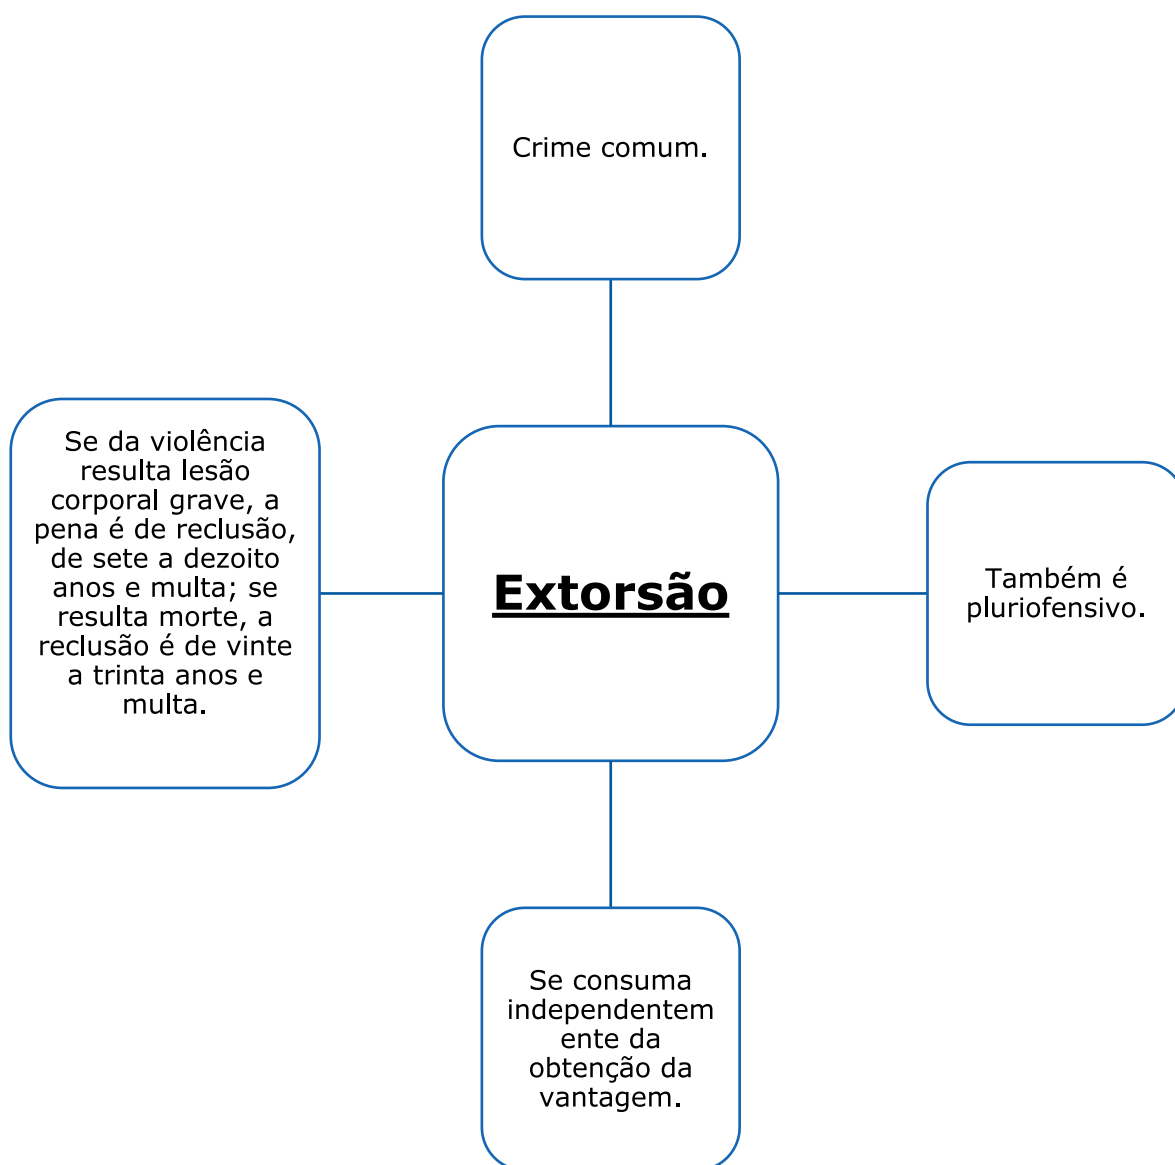 Crime comum.
Se da violência
resulta lesão
corporal grave, a
pena é de reclusão,
de sete a dezoito
anos e multa; se
resulta morte, a
reclusão é de vinte
a trinta anos e
multa.
Extorsão
Também é
pluriofensivo.
Se consuma
independentem
ente da
obtenção da
vantagem.